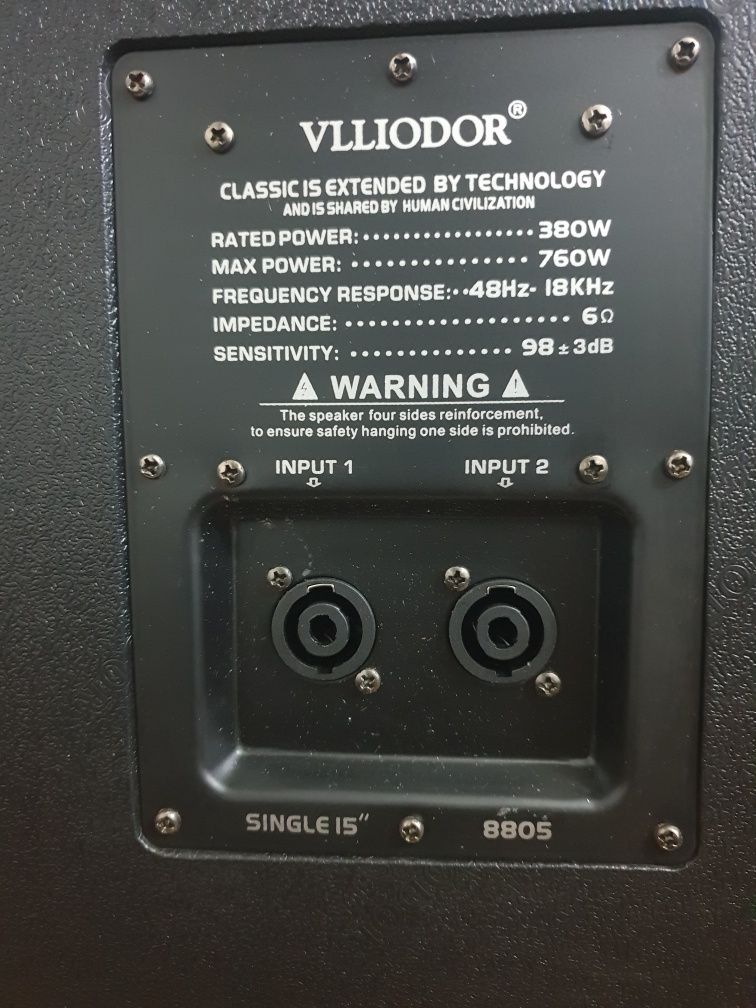 VLLIODOR®
CLASSIC IS EXTENDED BY TECHNOLOGY
AND IS SHARED BY HUMAN CIVILIZATION
RATED POWER:.................380W
MAX POWER: ............... 760W
FREQUENCY RESPONSE:..48Hz- 18KHz
IMPEDANCE: .................. 6Ω
SENSITIVITY: .............. 98±3dB
WARNING
The speaker four sides reinforcement,
to ensure safety hanging one side is prohibited.
INPUT 1 INPUT 2
SINGLE 15" 8805